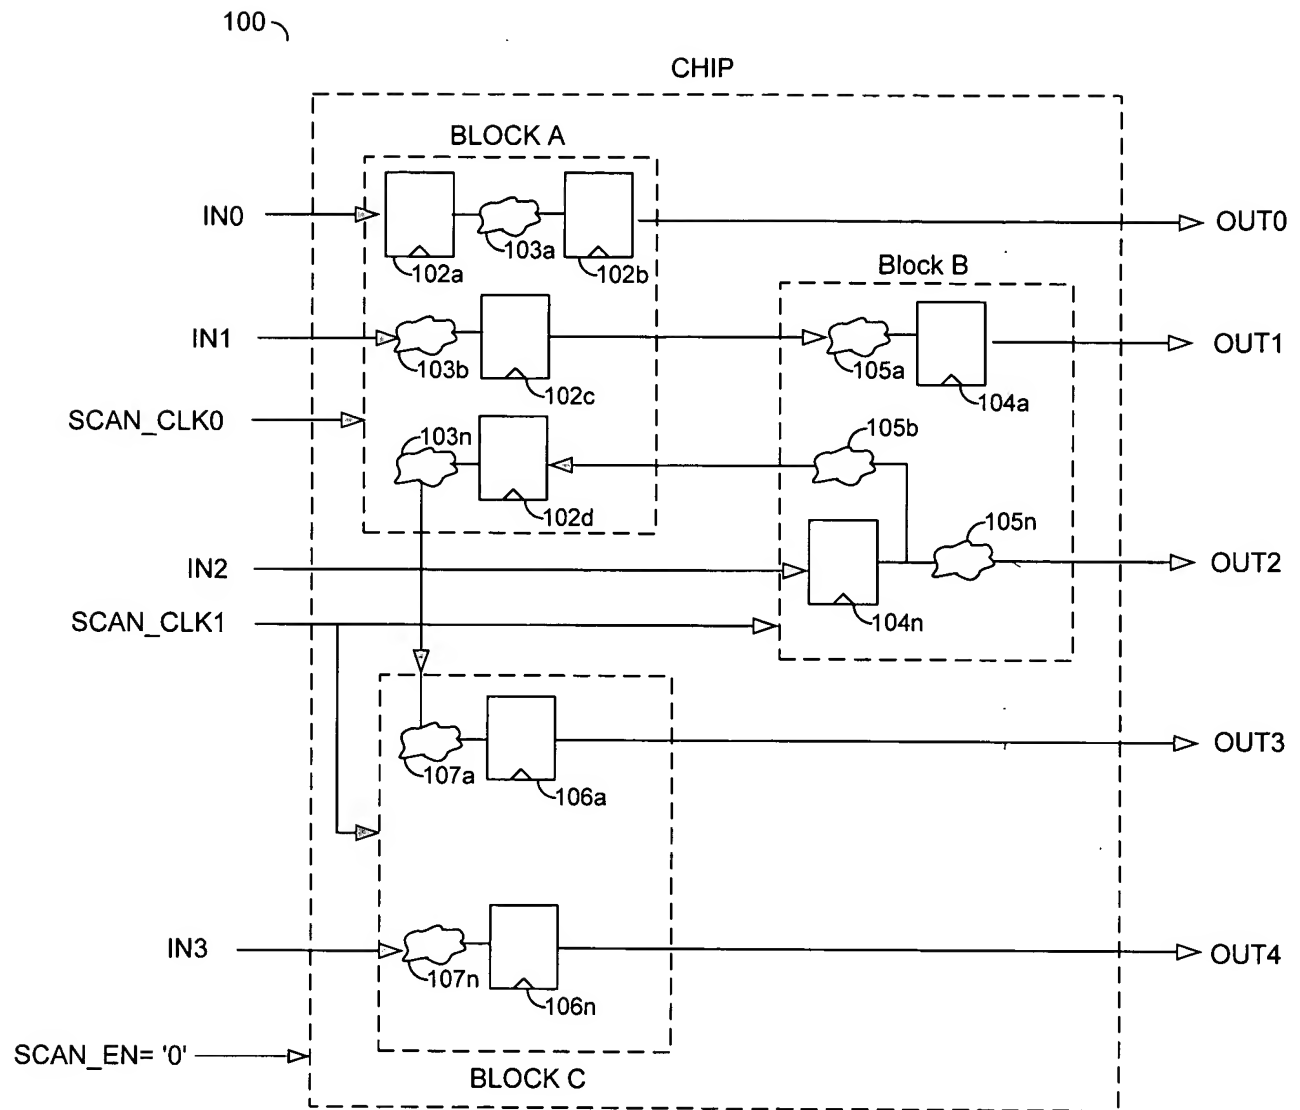 100
CHIP
BLOCK A
IN0
103a
102a
102b
OUT0
Block B
IN1
103b
102c
105a
104a
OUT1
SCAN_CLK0
103n
102d
105b
105n
IN2
OUT2
104n
SCAN_CLK1
107a
106a
OUT3
IN3
107n
106n
OUT4
SCAN_EN= '0'
BLOCK C